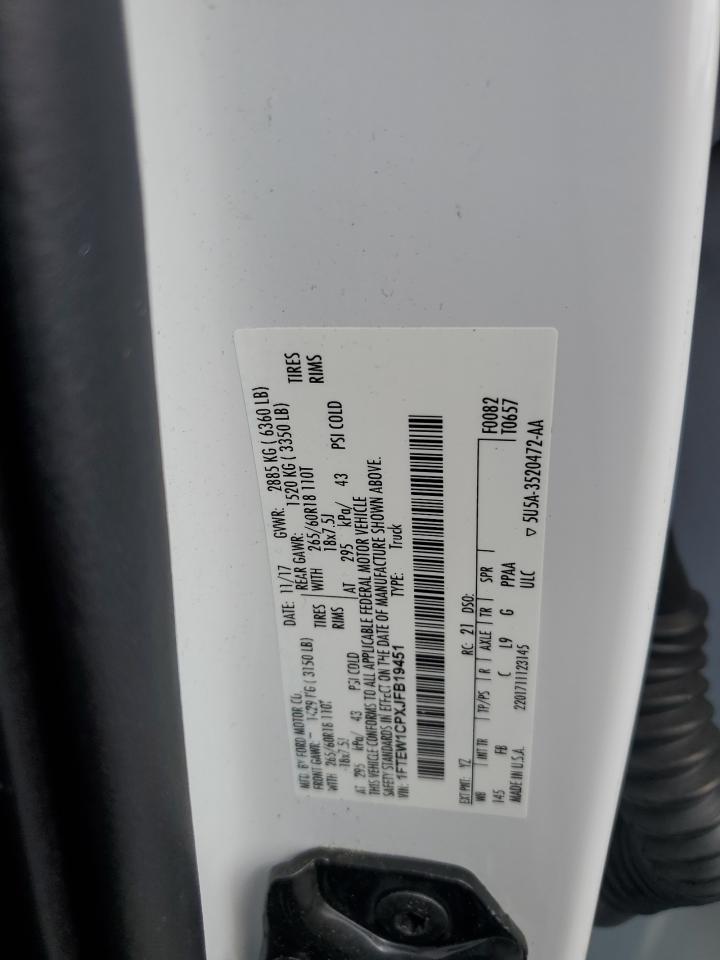 MFD. BY FORD MOTOR CO. DATE: 11/17 GVWR: 2885 KG ( 6360 LB)
FRONT GAWR: KG ( 3150 LB) REAR GAWR: 1520 KG ( 3350 LB)
WITH 265/60R18 110T TIRES WITH 265/60R18 110T TIRES
18x7.5J RIMS 18x7.5J RIMS
AT 295 kPa/ 43 PSI COLD AT 295 kPa/ 43 PSI COLD
THIS VEHICLE CONFORMS TO ALL APPLICABLE FEDERAL MOTOR VEHICLE
SAFETY STANDARDS IN EFFECT ON THE DATE OF MANUFACTURE SHOWN ABOVE.
VIN: 1FTEW1CPXJFB19451 TYPE: Truck
EXT PNT: YZ RC: 21 DSO: F0082
WB INT TR TP/PS R AXLE TR SPR T0657
145 FB C L9 G PPAA
MADE IN U.S.A. 2201711123145 ULC ▽ 5U5A-3520472-AA